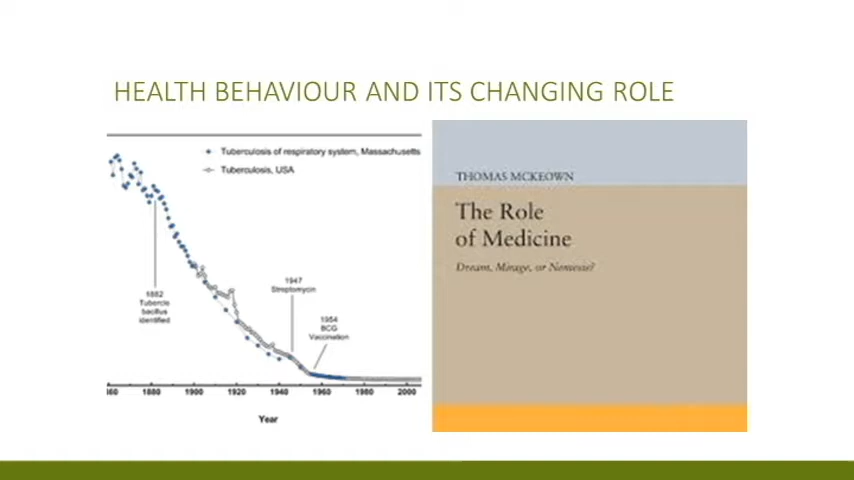 HEALTH BEHAVIOUR AND ITS CHANGING ROLE
Tuberculosis of respiratory system, Massachusetts
Tuberculosis, USA
1882
Tubercle
bacillus
identified
1947
Streptomycin
1954
BCG
Vaccination
60 1880 1900 1920 1940 1960 1980 2000
Year
THOMAS MCKEOWN
The Role
of Medicine
Dream, Mirage, or Nemesis?